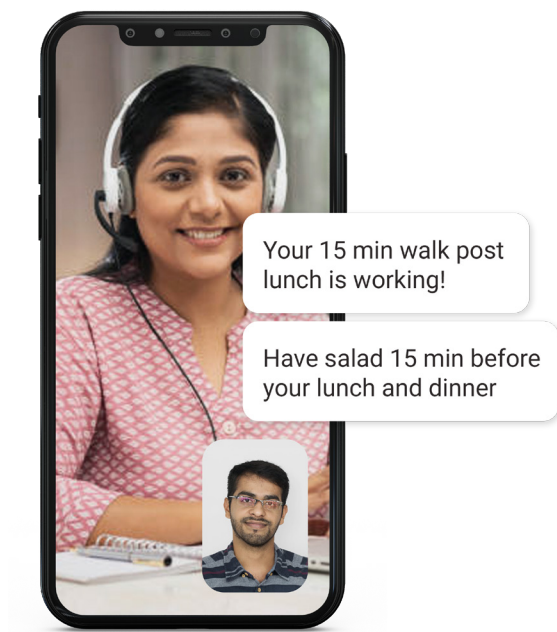 Your 15 min walk post
lunch is working!
Have salad 15 min before
your lunch and dinner